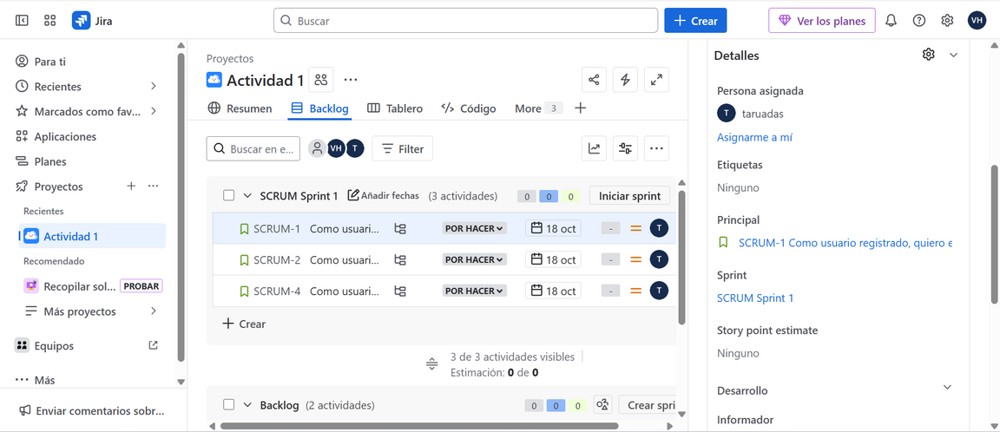 Jira
Buscar
Crear
Ver los planes
VH
Para ti
Recientes
Marcados como fav...
Aplicaciones
Planes
Proyectos
Recientes
Actividad 1
Recomendado
Recopilar sol... PROBAR
Más proyectos
Equipos
Más
Enviar comentarios sobr...
Proyectos
Actividad 1
Resumen Backlog Tablero Código More 3
Buscar en e... VH T Filter
SCRUM Sprint 1 Añadir fechas (3 actividades) 0 0 0 Iniciar sprint
SCRUM-1 Como usuari... POR HACER 18 oct - T
SCRUM-2 Como usuari... POR HACER 18 oct - T
SCRUM-4 Como usuari... POR HACER 18 oct - T
Crear
3 de 3 actividades visibles
Estimación: 0 de 0
Backlog (2 actividades) 0 0 0 Crear spri
Detalles
Persona asignada
T taruadas
Asignarme a mí
Etiquetas
Ninguno
Principal
SCRUM-1 Como usuario registrado, quiero e
Sprint
SCRUM Sprint 1
Story point estimate
Ninguno
Desarrollo
Informador